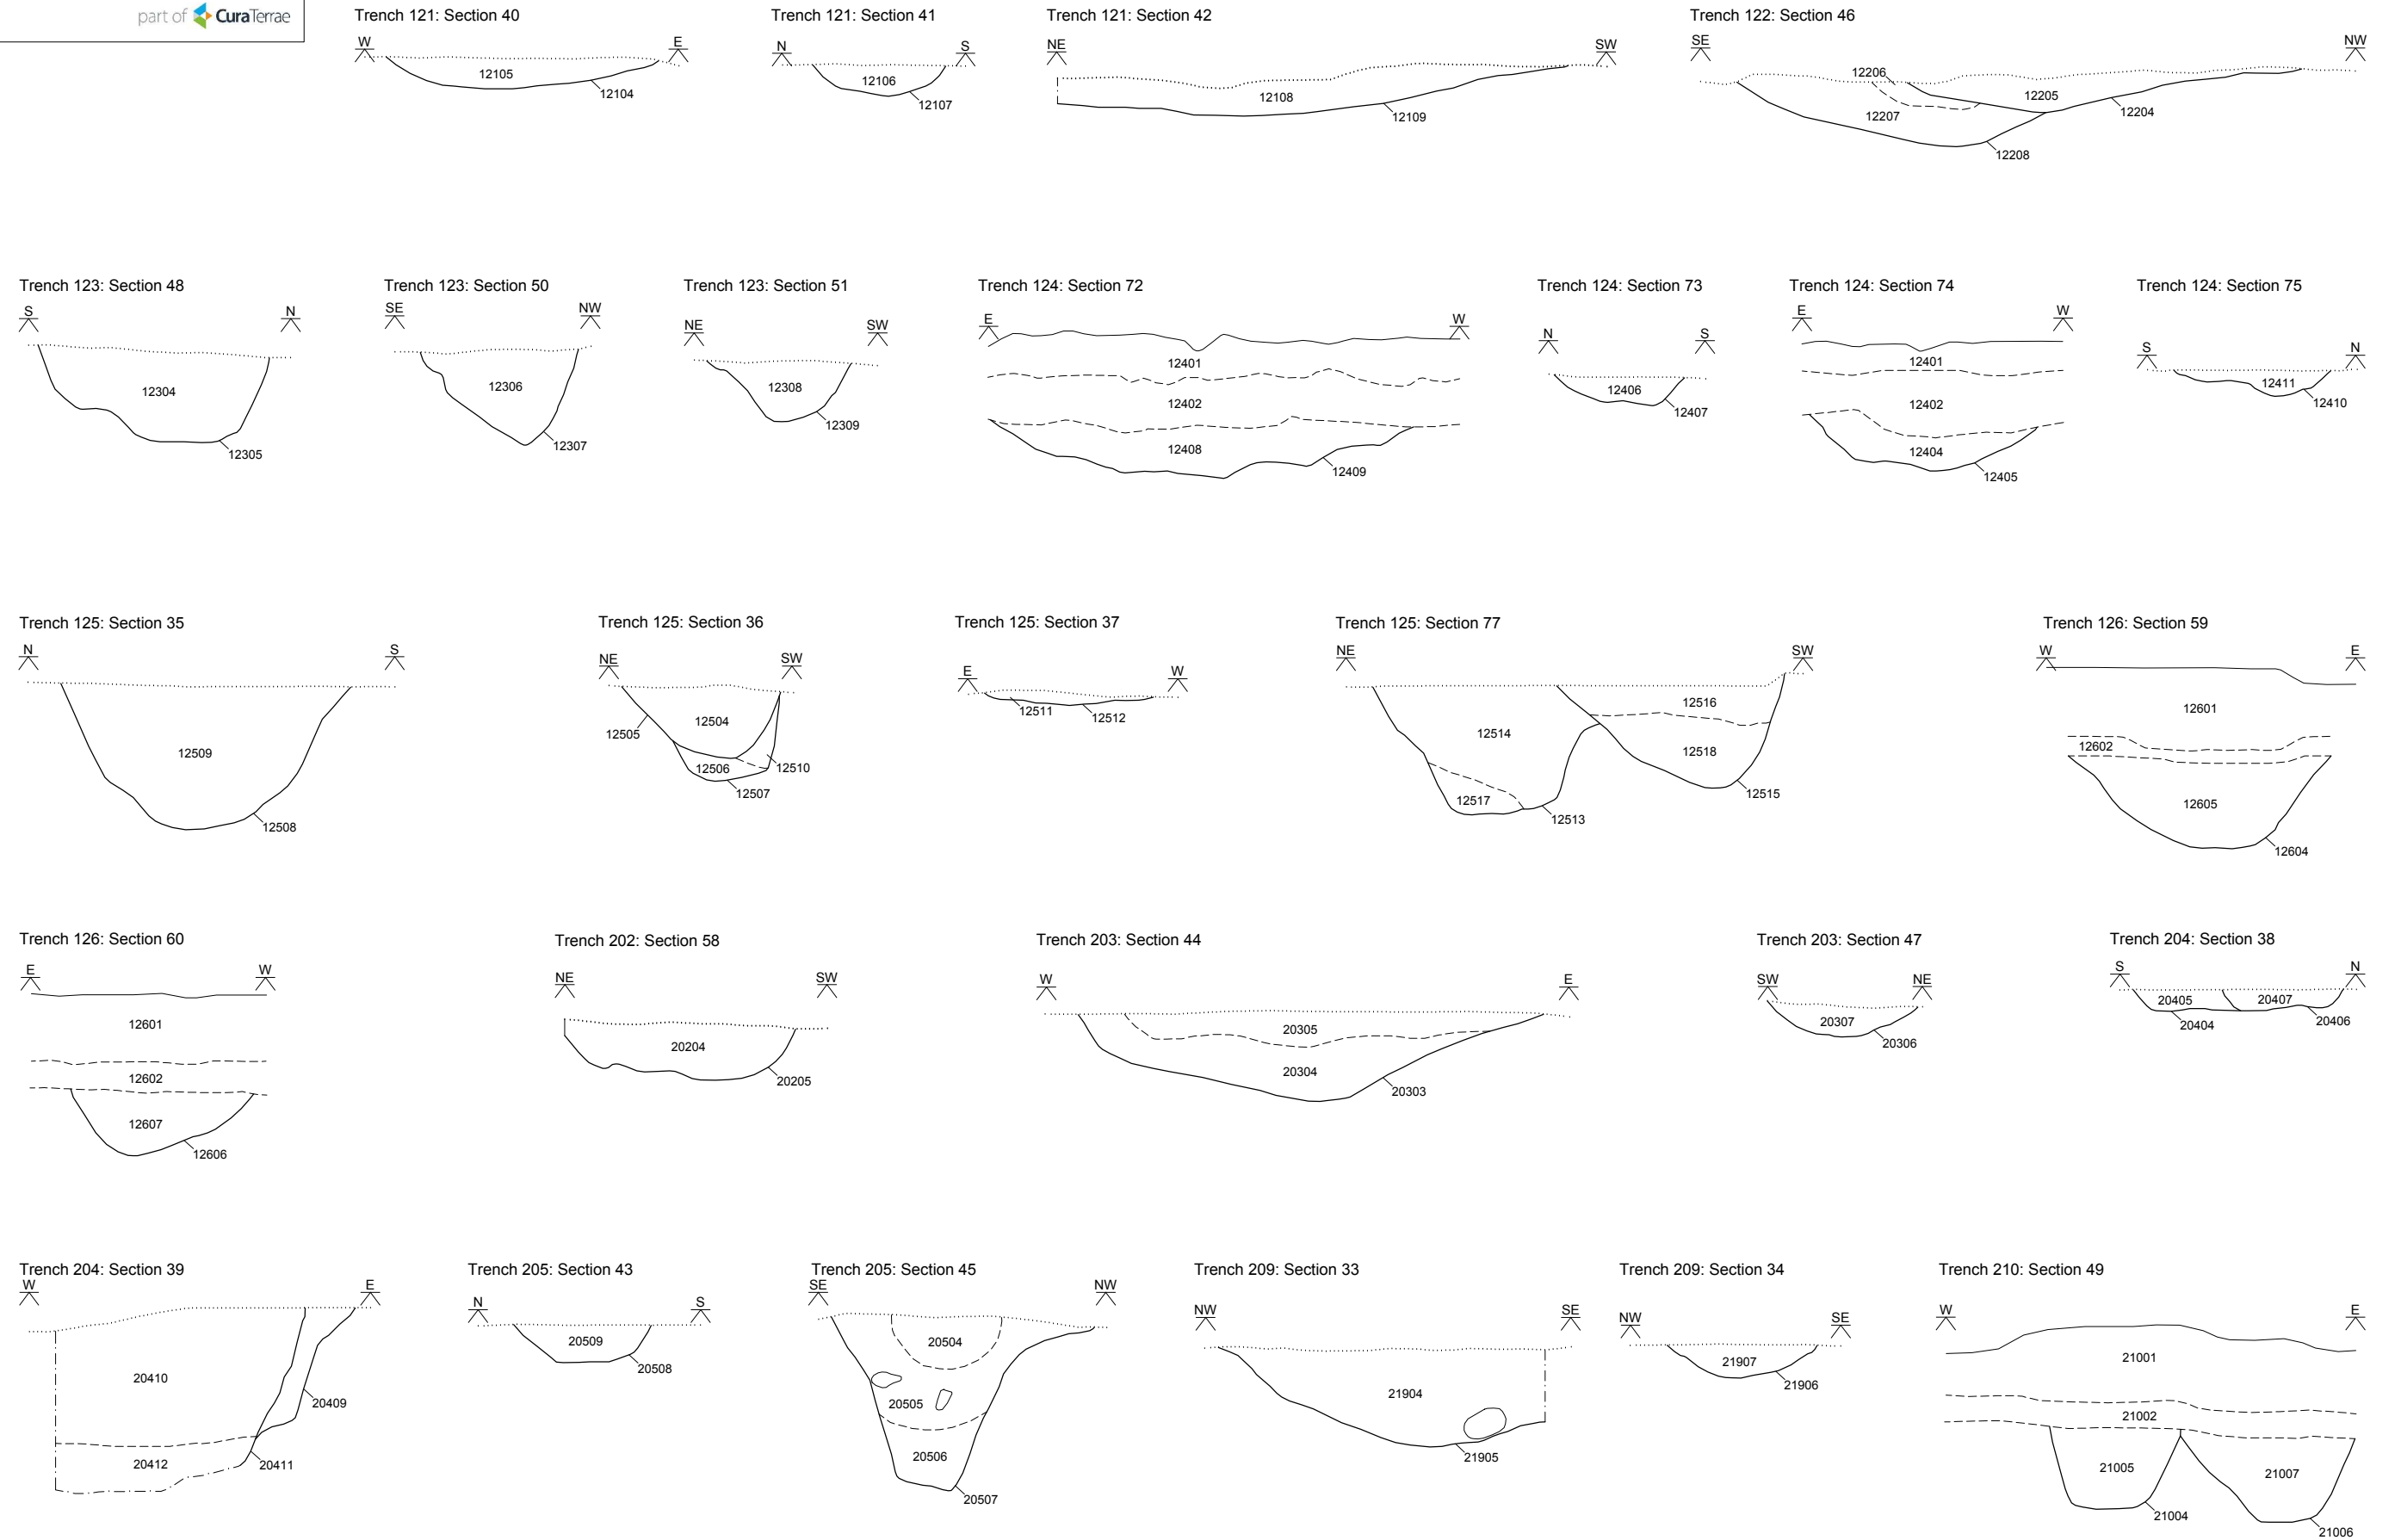 part of CuraTerrae
Trench 121: Section 40
W E
12105
12104
Trench 121: Section 41
N S
12106
12107
Trench 121: Section 42
NE SW
12108
12109
Trench 122: Section 46
SE NW
12206
12205
12207
12204
12208
Trench 123: Section 48
S N
12304
12305
Trench 123: Section 50
SE NW
12306
12307
Trench 123: Section 51
NE SW
12308
12309
Trench 124: Section 72
E W
12401
12402
12408
12409
Trench 124: Section 73
N S
12406
12407
Trench 124: Section 74
E W
12401
12402
12404
12405
Trench 124: Section 75
S N
12411
12410
Trench 125: Section 35
N S
12509
12508
Trench 125: Section 36
NE SW
12504
12505
12506
12510
12507
Trench 125: Section 37
E W
12511
12512
Trench 125: Section 77
NE SW
12516
12514
12518
12517
12515
12513
Trench 126: Section 59
W E
12601
12602
12605
12604
Trench 126: Section 60
E W
12601
12602
12607
12606
Trench 202: Section 58
NE SW
20204
20205
Trench 203: Section 44
W E
20305
20304
20303
Trench 203: Section 47
SW NE
20307
20306
Trench 204: Section 38
S N
20405
20407
20404
20406
Trench 204: Section 39
W E
20410
20409
20412
20411
Trench 205: Section 43
N S
20509
20508
Trench 205: Section 45
SE NW
20504
20505
20506
20507
Trench 209: Section 33
NW SE
21904
21905
Trench 209: Section 34
NW SE
21907
21906
Trench 210: Section 49
W E
21001
21002
21005
21007
21004
21006